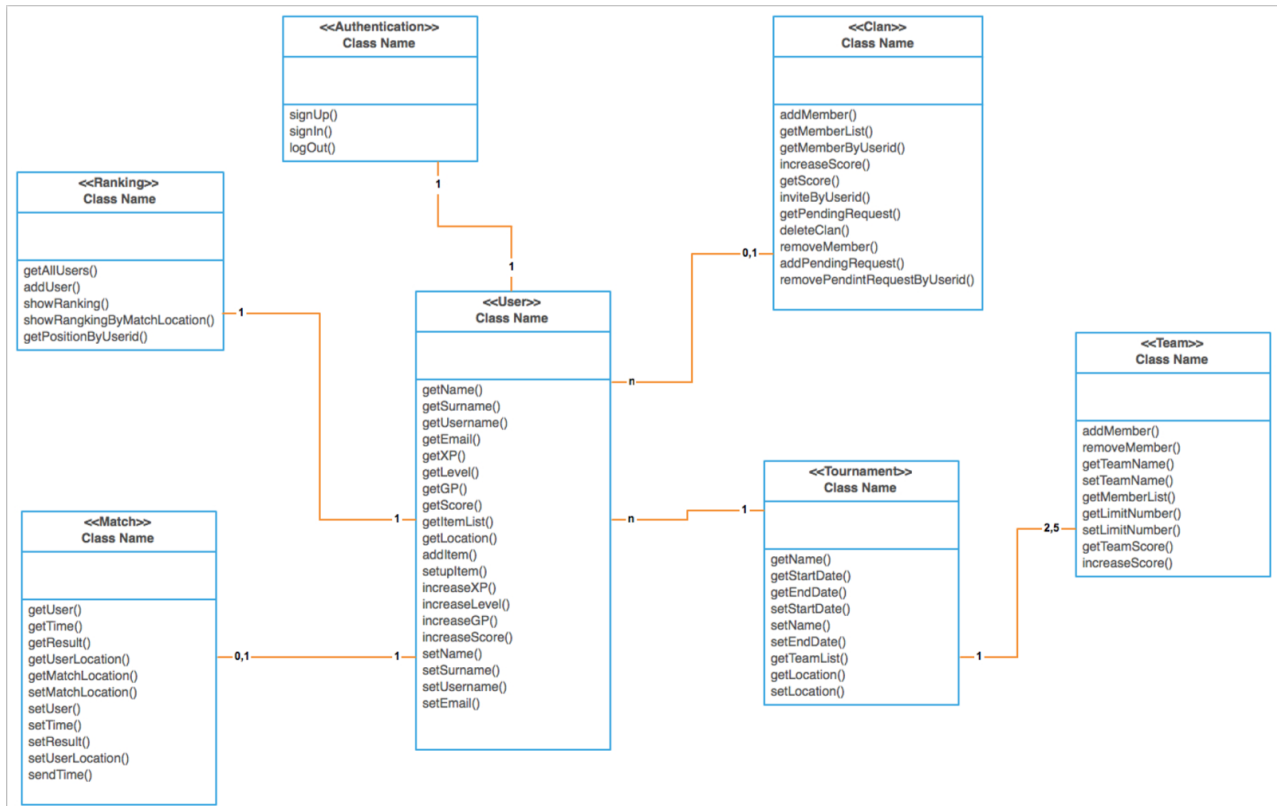 <<Authentication>>
Class Name
signUp()
signIn()
logOut()
1
1
<<Clan>>
Class Name
addMember()
getMemberList()
getMemberByUserid()
increaseScore()
getScore()
inviteByUserid()
getPendingRequest()
deleteClan()
removeMember()
addPendingRequest()
removePendintRequestByUserid()
0,1
n
<<Ranking>>
Class Name
getAllUsers()
addUser()
showRanking()
showRangkingByMatchLocation()
getPositionByUserid()
1
1
<<User>>
Class Name
getName()
getSurname()
getUsername()
getEmail()
getXP()
getLevel()
getGP()
getScore()
getItemList()
getLocation()
addItem()
setupItem()
increaseXP()
increaseLevel()
increaseGP()
increaseScore()
setName()
setSurname()
setUsername()
setEmail()
<<Team>>
Class Name
addMember()
removeMember()
getTeamName()
setTeamName()
getMemberList()
getLimitNumber()
setLimitNumber()
getTeamScore()
increaseScore()
2,5
1
<<Tournament>>
Class Name
getName()
getStartDate()
getEndDate()
setStartDate()
setName()
setEndDate()
getTeamList()
getLocation()
setLocation()
n
1
<<Match>>
Class Name
getUser()
getTime()
getResult()
getUserLocation()
getMatchLocation()
setMatchLocation()
setUser()
setTime()
setResult()
setUserLocation()
sendTime()
0,1
1